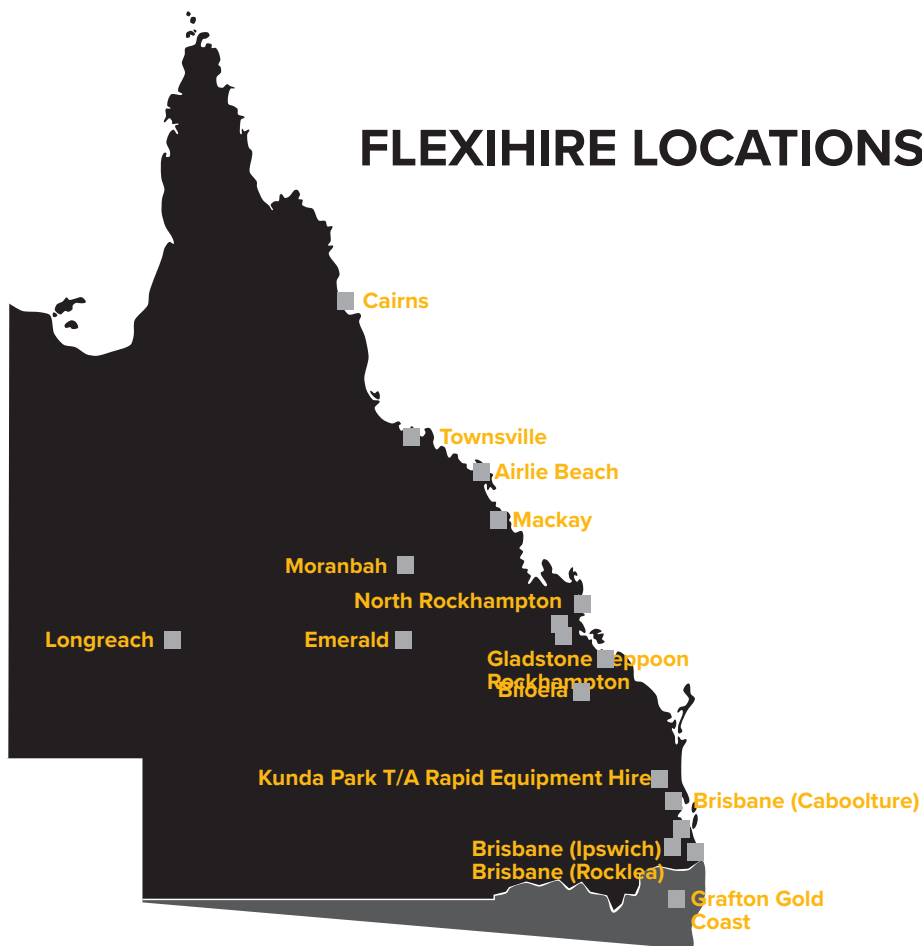 FLEXIHIRE LOCATIONS
Cairns
Townsville
Airlie Beach
Mackay
Moranbah
North Rockhampton
Longreach
Emerald
Gladstone Yeppoon
Rockhampton
Biloela
Kunda Park T/A Rapid Equipment Hire
Brisbane (Caboolture)
Brisbane (Ipswich)
Brisbane (Rocklea)
Grafton Gold
Coast